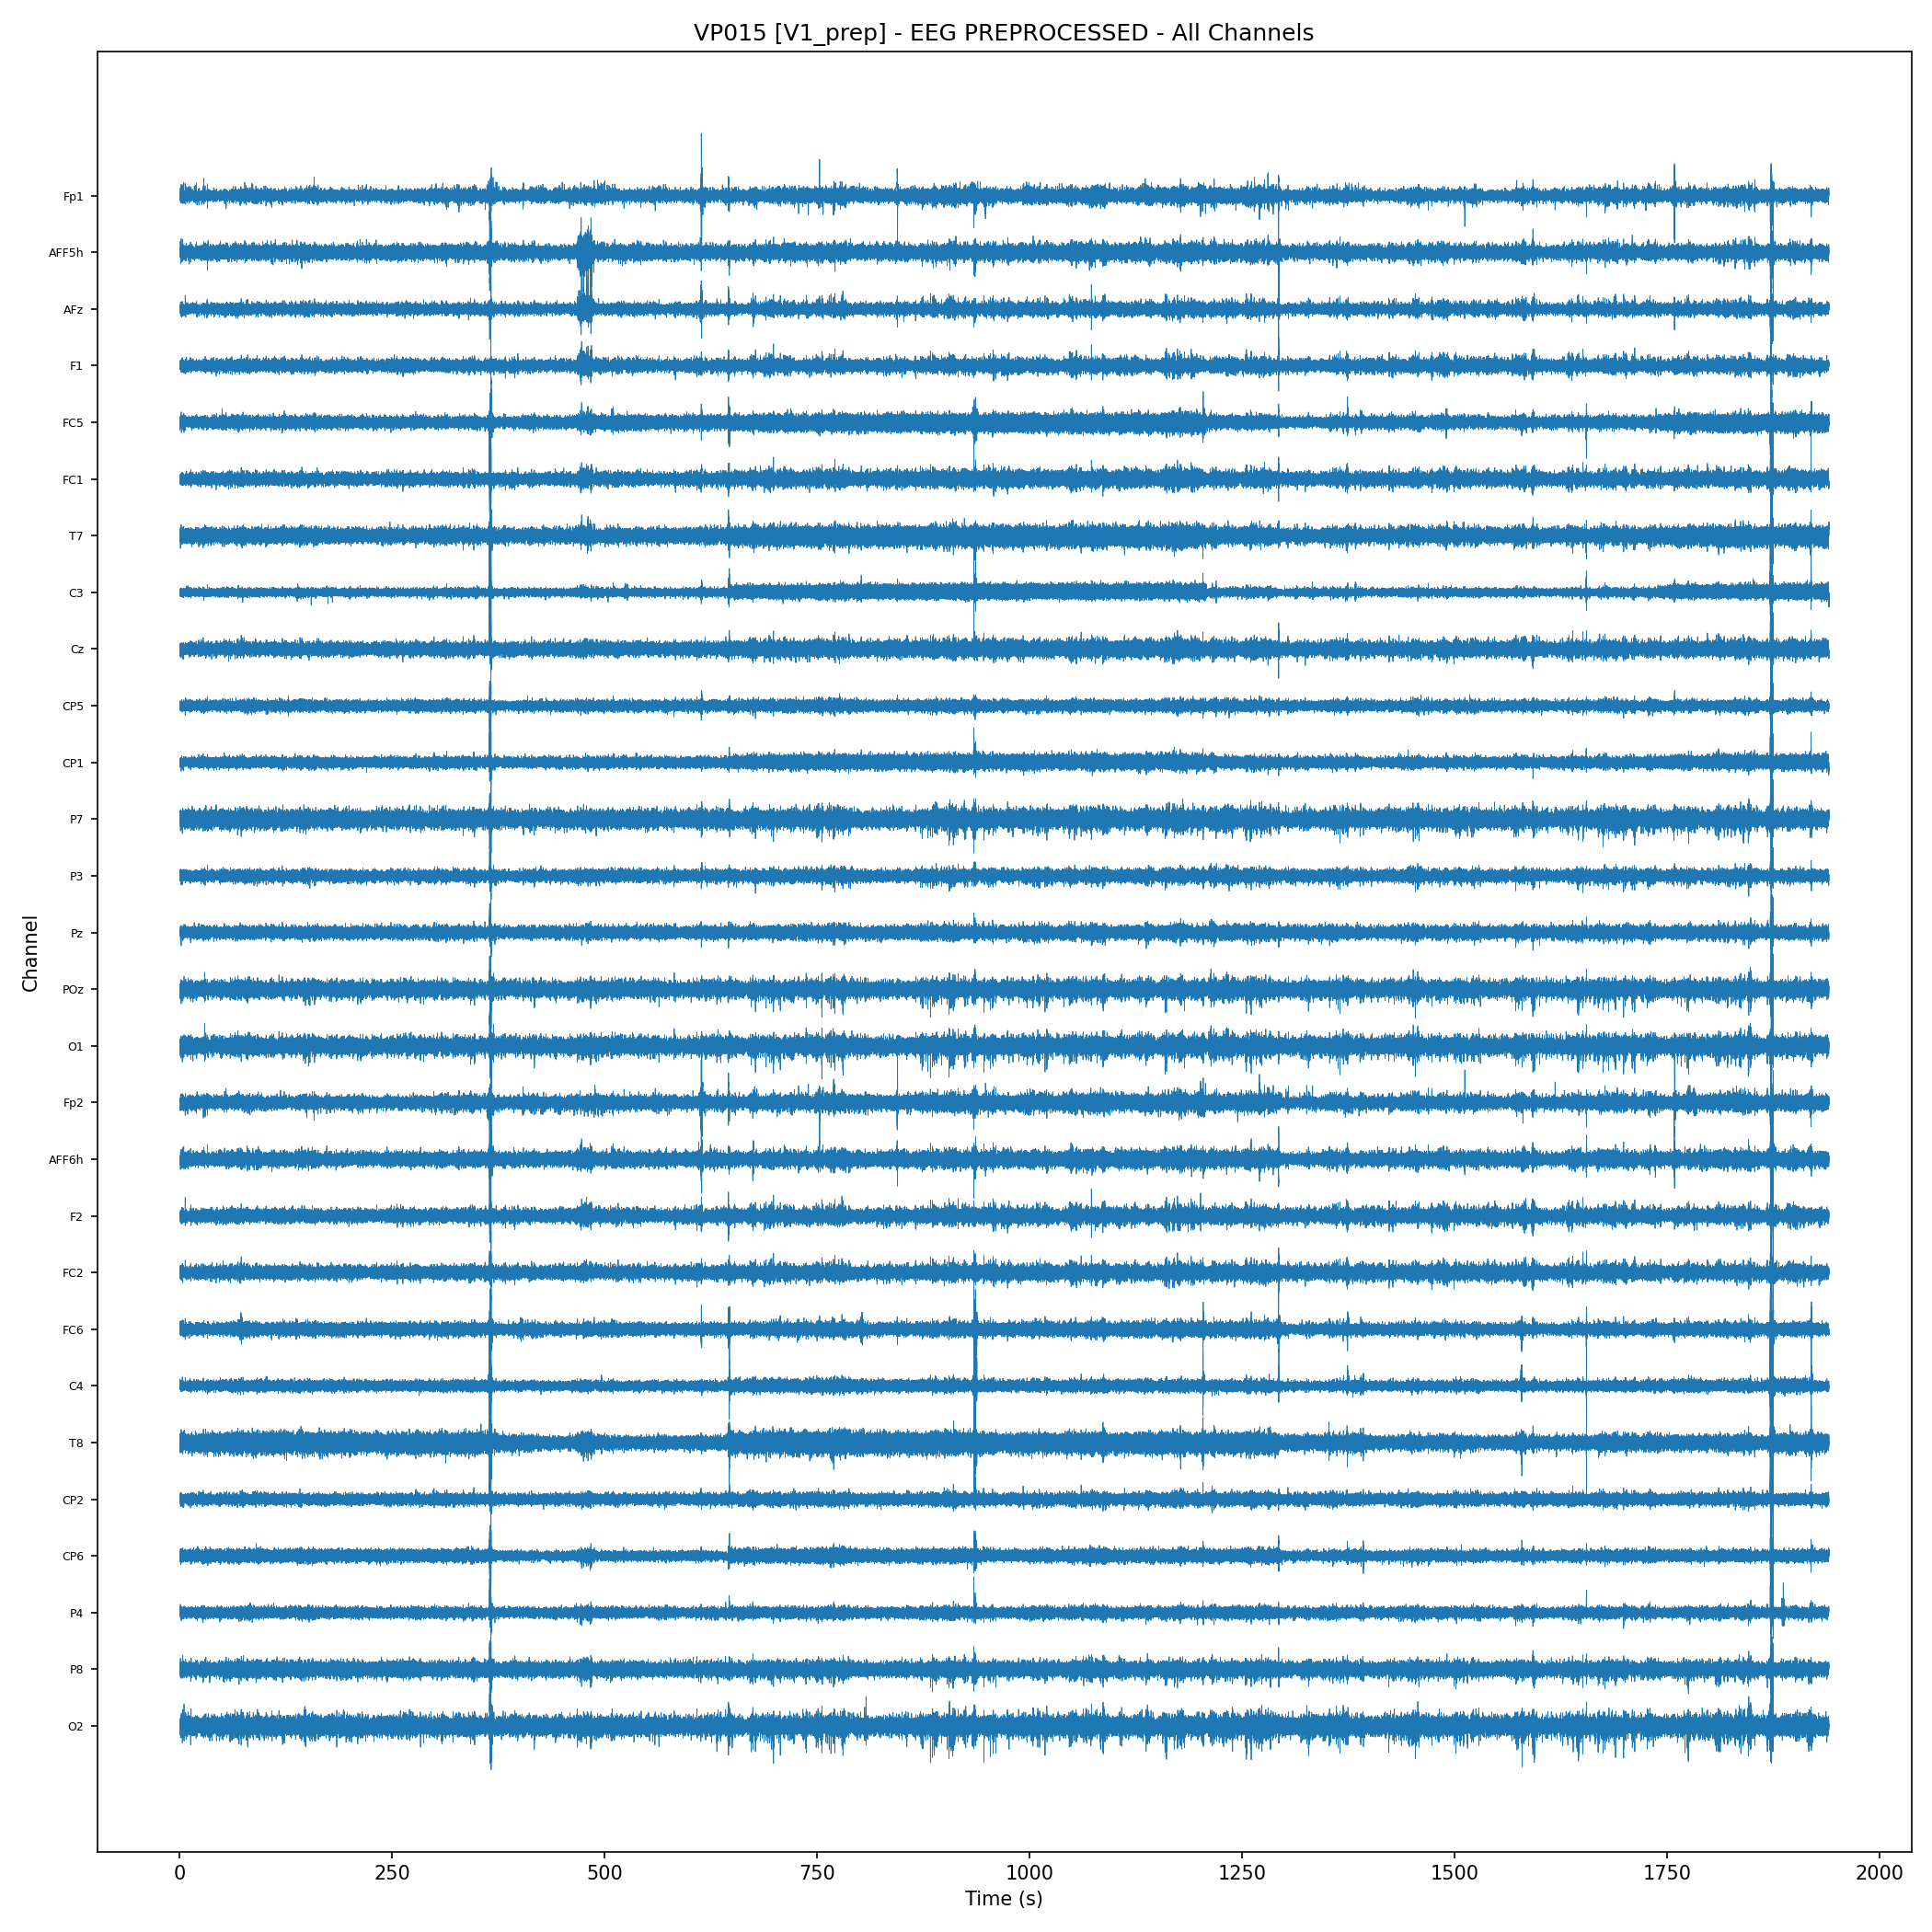 VP015 [V1_prep] - EEG PREPROCESSED - All Channels
Channel
Fp1
AFF5h
AFz
F1
FC5
FC1
T7
C3
Cz
CP5
CP1
P7
P3
Pz
POz
O1
Fp2
AFF6h
F2
FC2
FC6
C4
T8
CP2
CP6
P4
P8
O2
0 250 500 750 1000 1250 1500 1750 2000
Time (s)